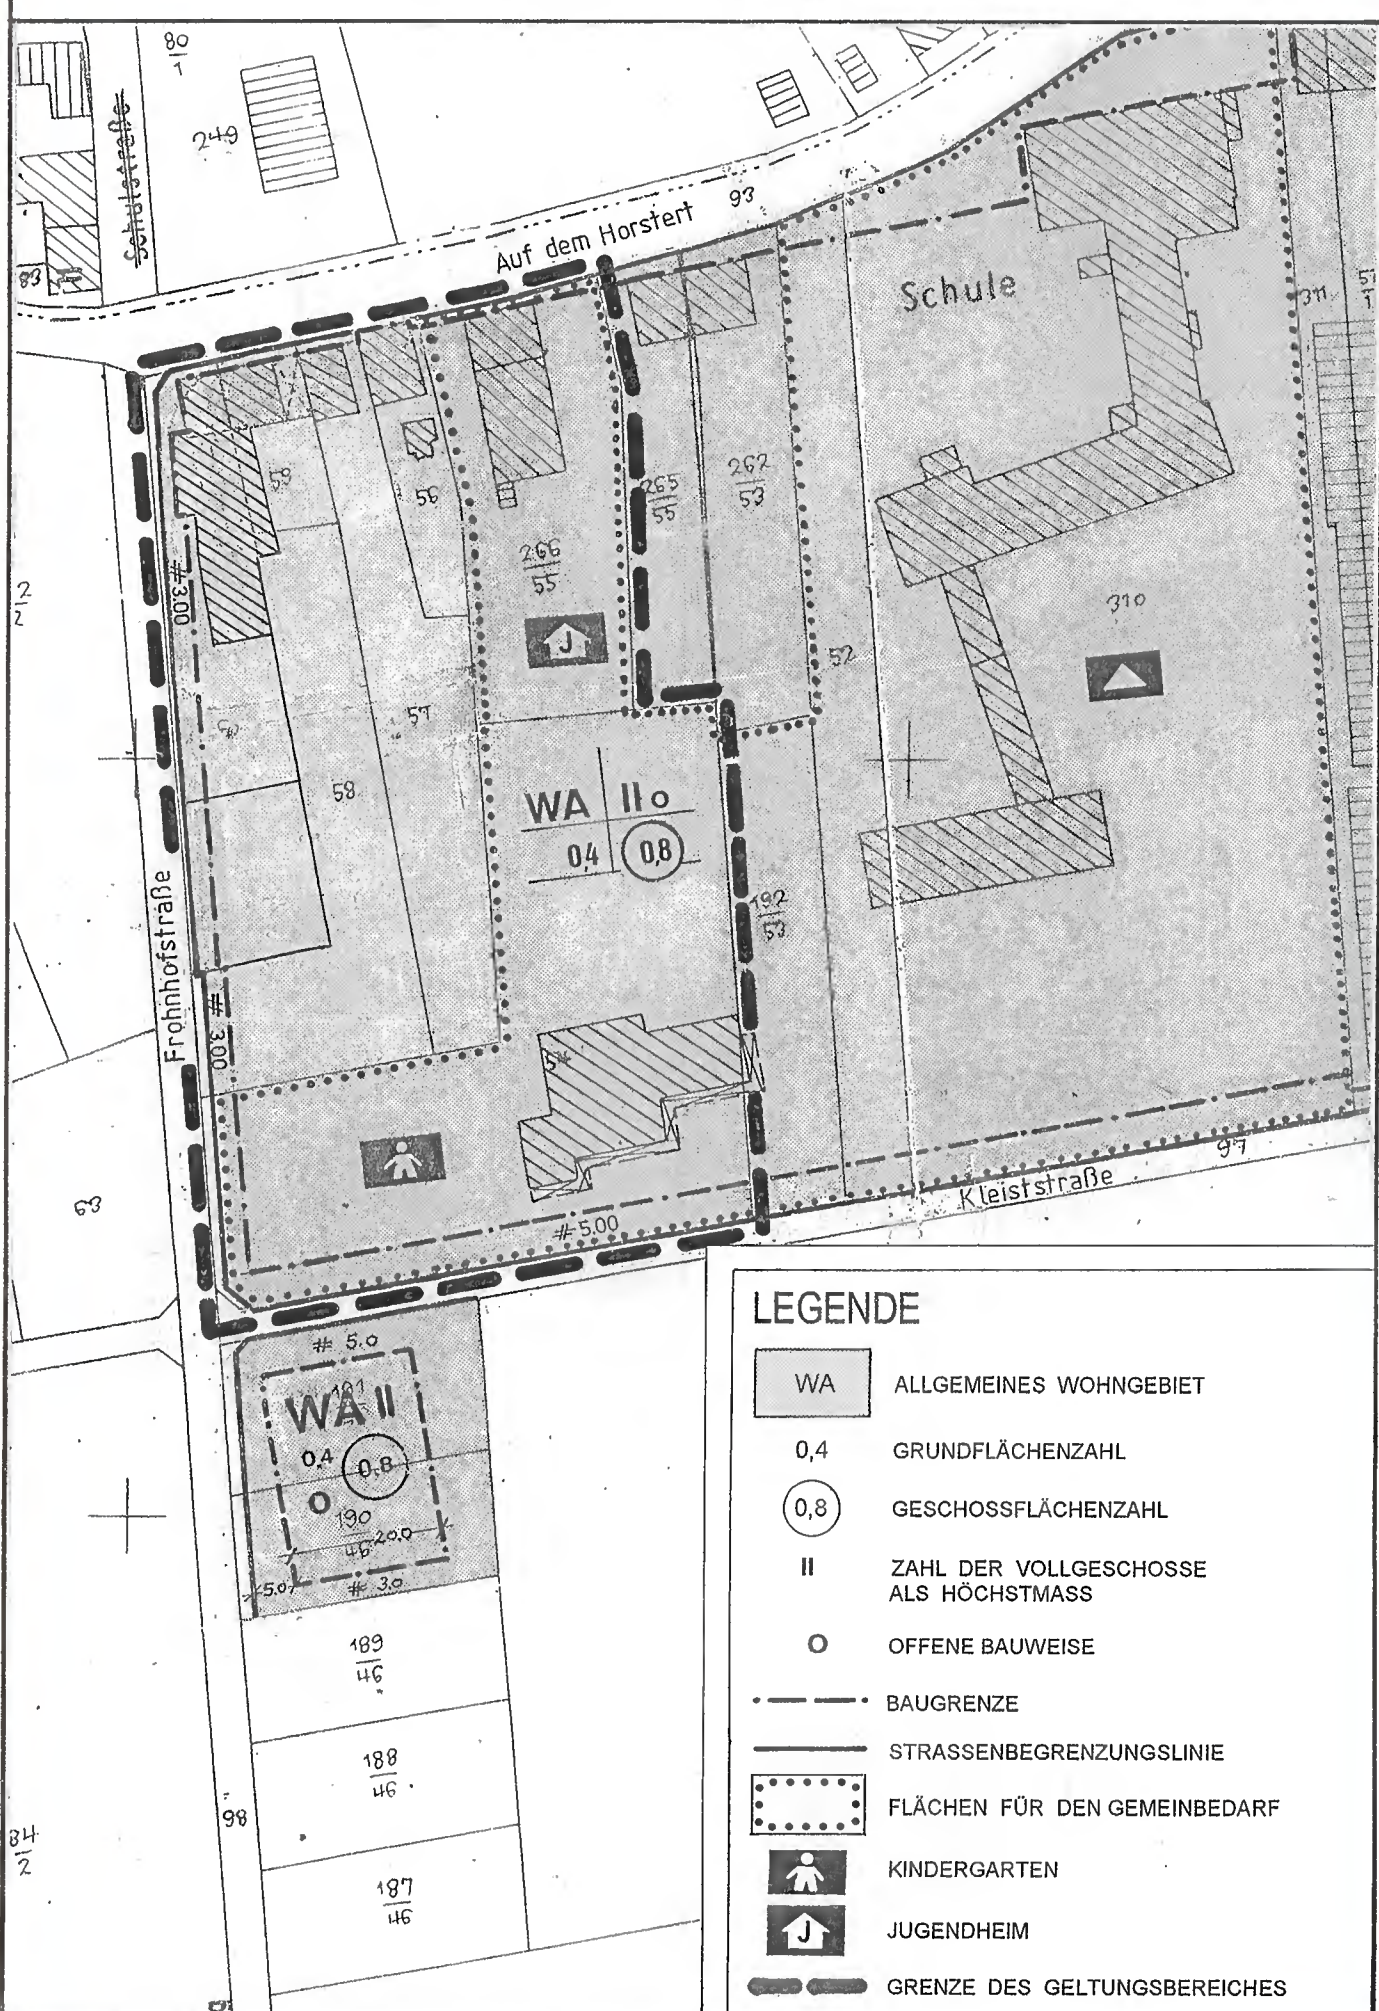 80
1
249
Schulstraße
83
93
Auf dem Horstert
Schule
311
51
1
59
56
265
55
267
53
266
55
J
2
2
# 3.00
310
52
57
58
WA II o
0,4 0,8
192
53
Frohnhofstraße
# 3.00
54
63
97
Kleiststraße
# 5.00
# 5.0
191
WA II
0,4 0,8
O
190
46
20.0
5.0
# 3.0
189
46
188
46
98
84
2
187
46
LEGENDE
WA ALLGEMEINES WOHNGEBIET
0,4 GRUNDFLÄCHENZAHL
0,8 GESCHOSSFLÄCHENZAHL
II ZAHL DER VOLLGESCHOSSE
ALS HÖCHSTMASS
O OFFENE BAUWEISE
BAUGRENZE
STRASSENBEGRENZUNGSLINIE
FLÄCHEN FÜR DEN GEMEINBEDARF
KINDERGARTEN
J JUGENDHEIM
GRENZE DES GELTUNGSBEREICHES